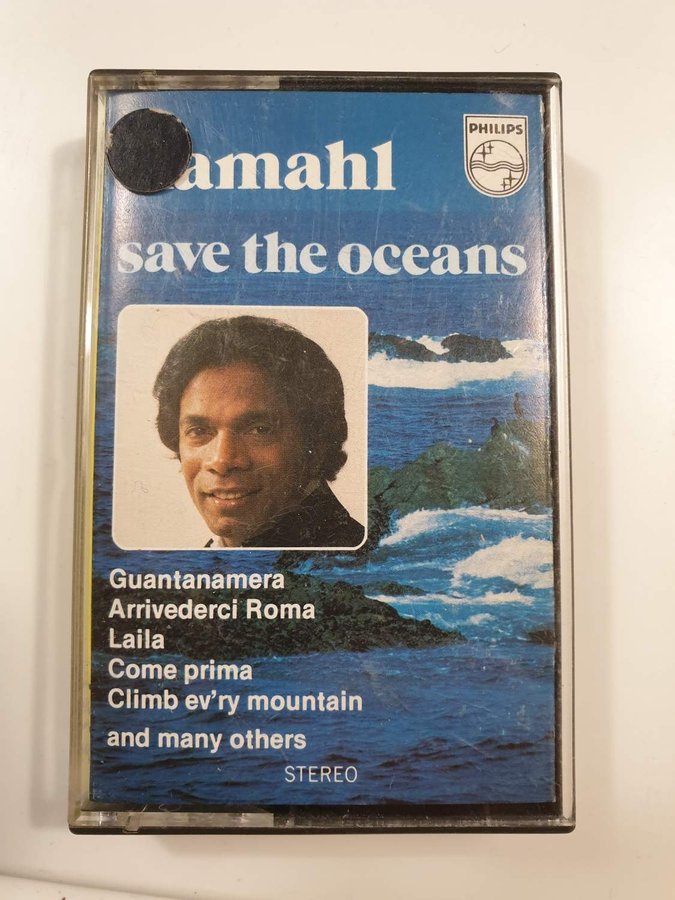 amahl
PHILIPS
save the oceans
Guantanamera
Arrivederci Roma
Laila
Come prima
Climb ev'ry mountain
and many others
STEREO